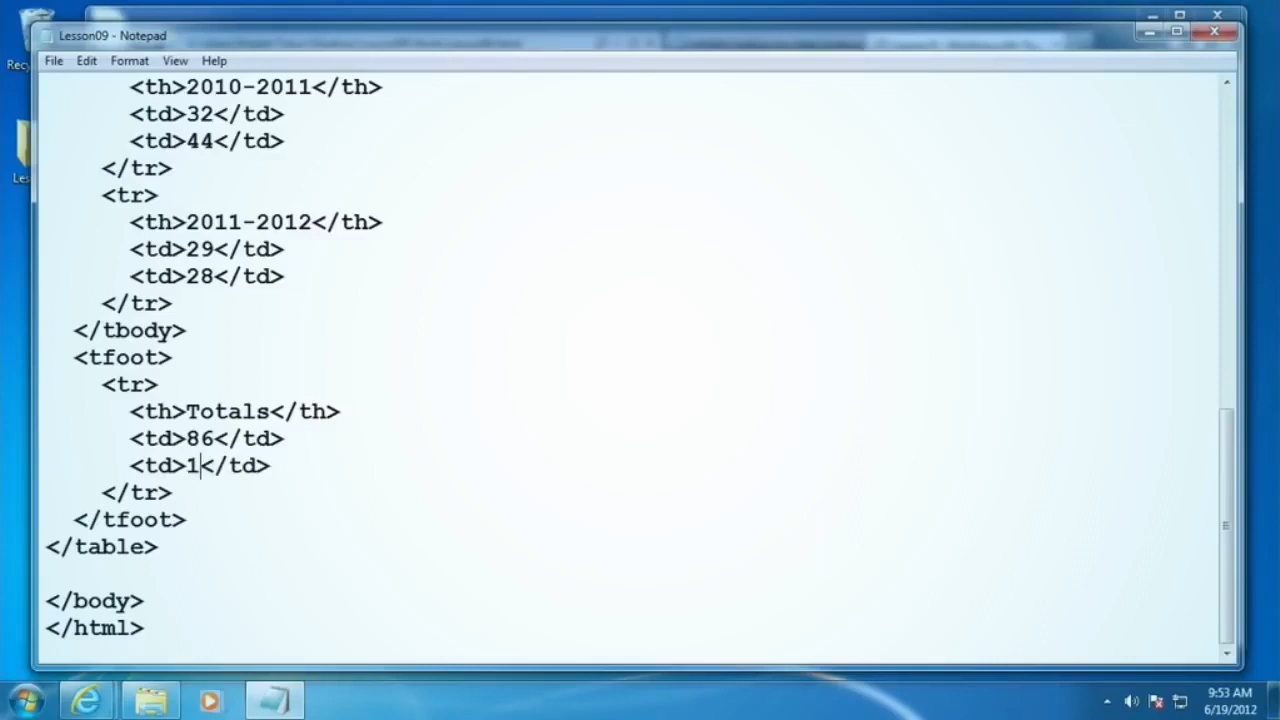 Lesson09 - Notepad
File Edit Format View Help
<th>2010-2011</th>
<td>32</td>
<td>44</td>
</tr>
<tr>
<th>2011-2012</th>
<td>29</td>
<td>28</td>
</tr>
</tbody>
<tfoot>
<tr>
<th>Totals</th>
<td>86</td>
<td>1</td>
</tr>
</tfoot>
</table>
</body>
</html>
9:53 AM
6/19/2012